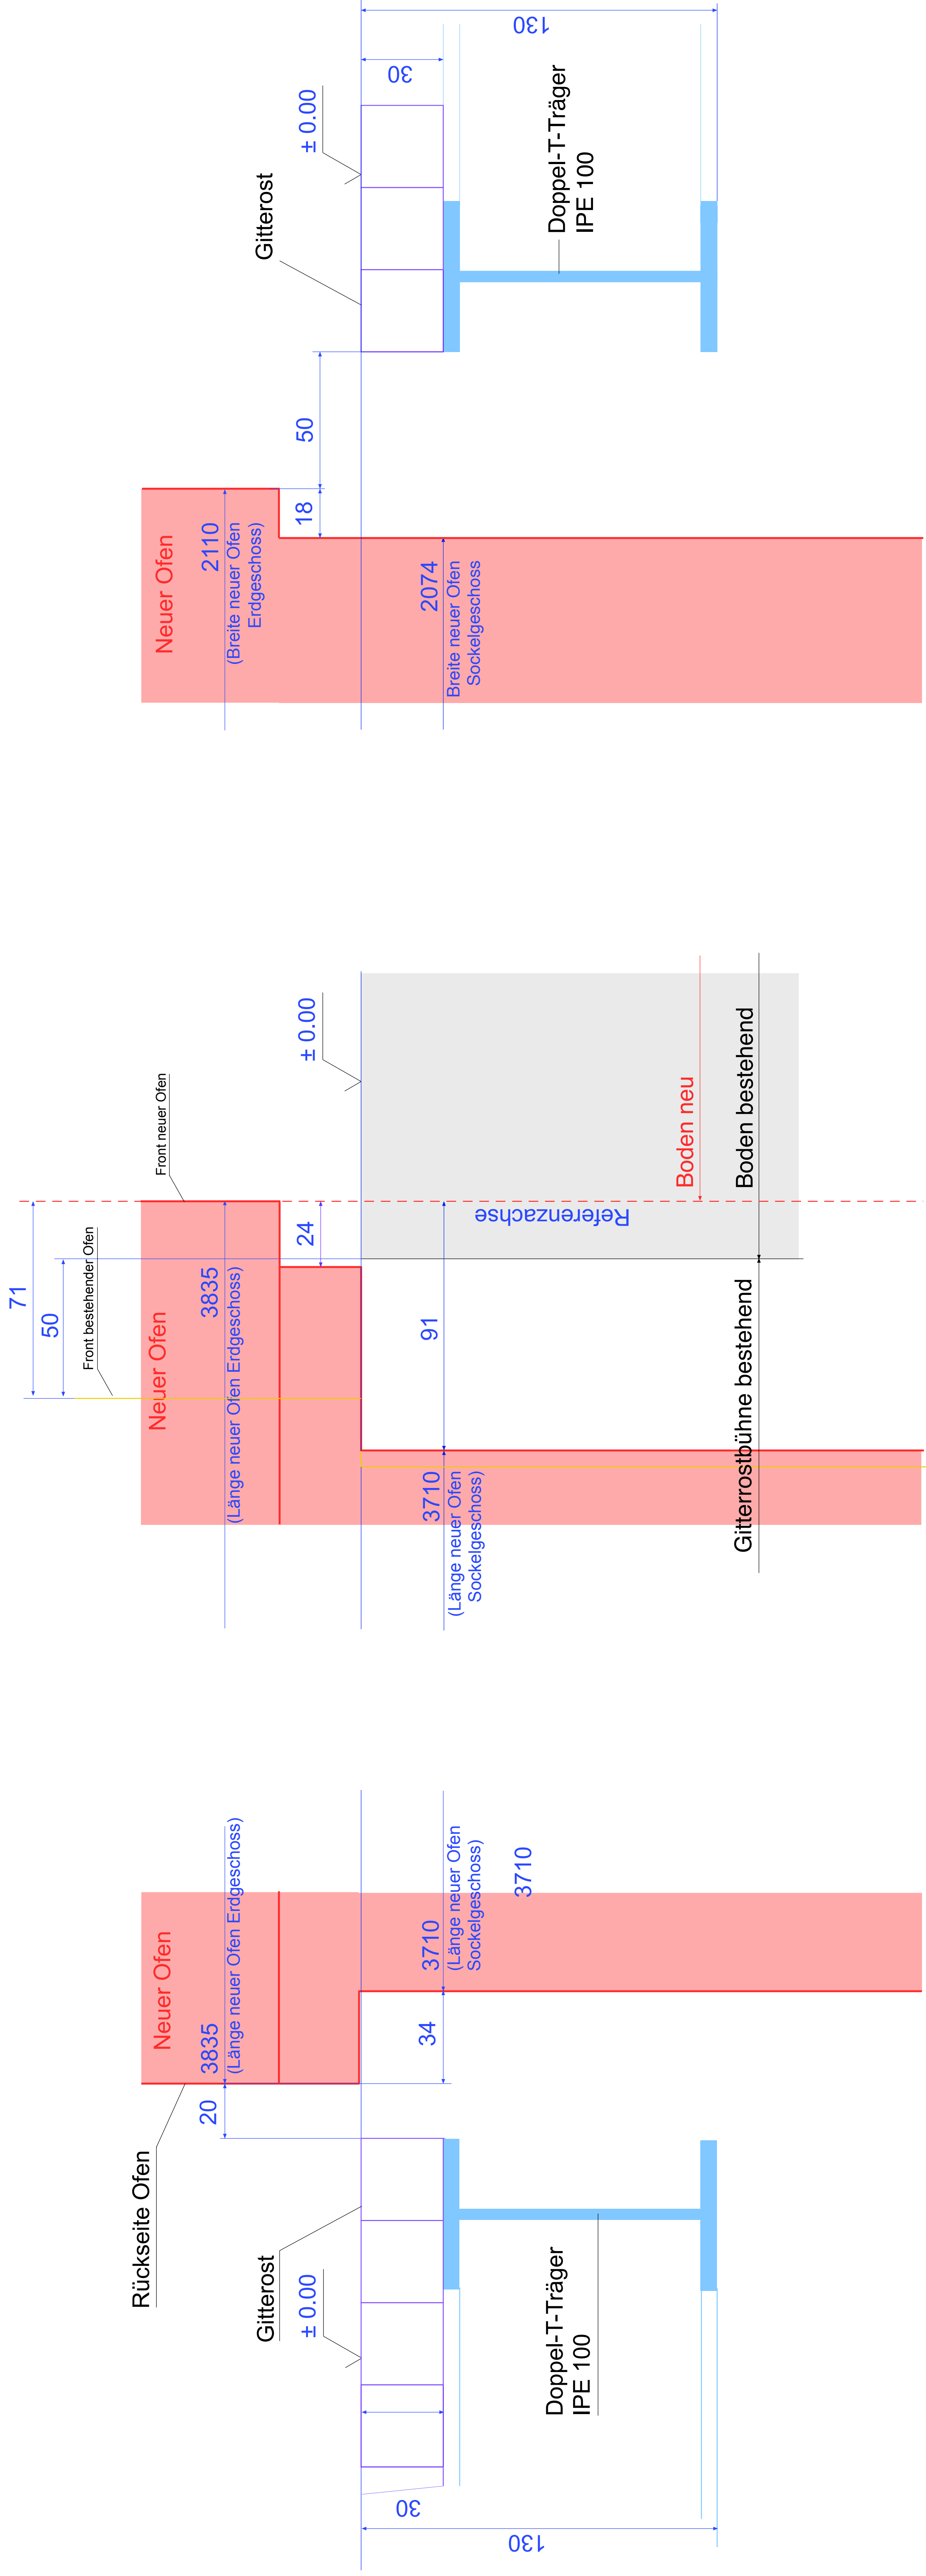 Rückseite Ofen
Neuer Ofen
20
3835
(Länge neuer Ofen Erdgeschoss)
Gitterost
± 0.00
34
3710
(Länge neuer Ofen
Sockelgeschoss)
3710
30
130
Doppel-T-Träger
IPE 100
71
50
Front bestehender Ofen
Front neuer Ofen
Neuer Ofen
3835
(Länge neuer Ofen Erdgeschoss)
24
± 0.00
3710
(Länge neuer Ofen
Sockelgeschoss)
91
Referenzachse
Boden neu
Gitterrostbühne bestehend
Boden bestehend
Neuer Ofen
2110
(Breite neuer Ofen
Erdgeschoss)
18
50
Gitterost
± 0.00
2074
Breite neuer Ofen
Sockelgeschoss
30
130
Doppel-T-Träger
IPE 100